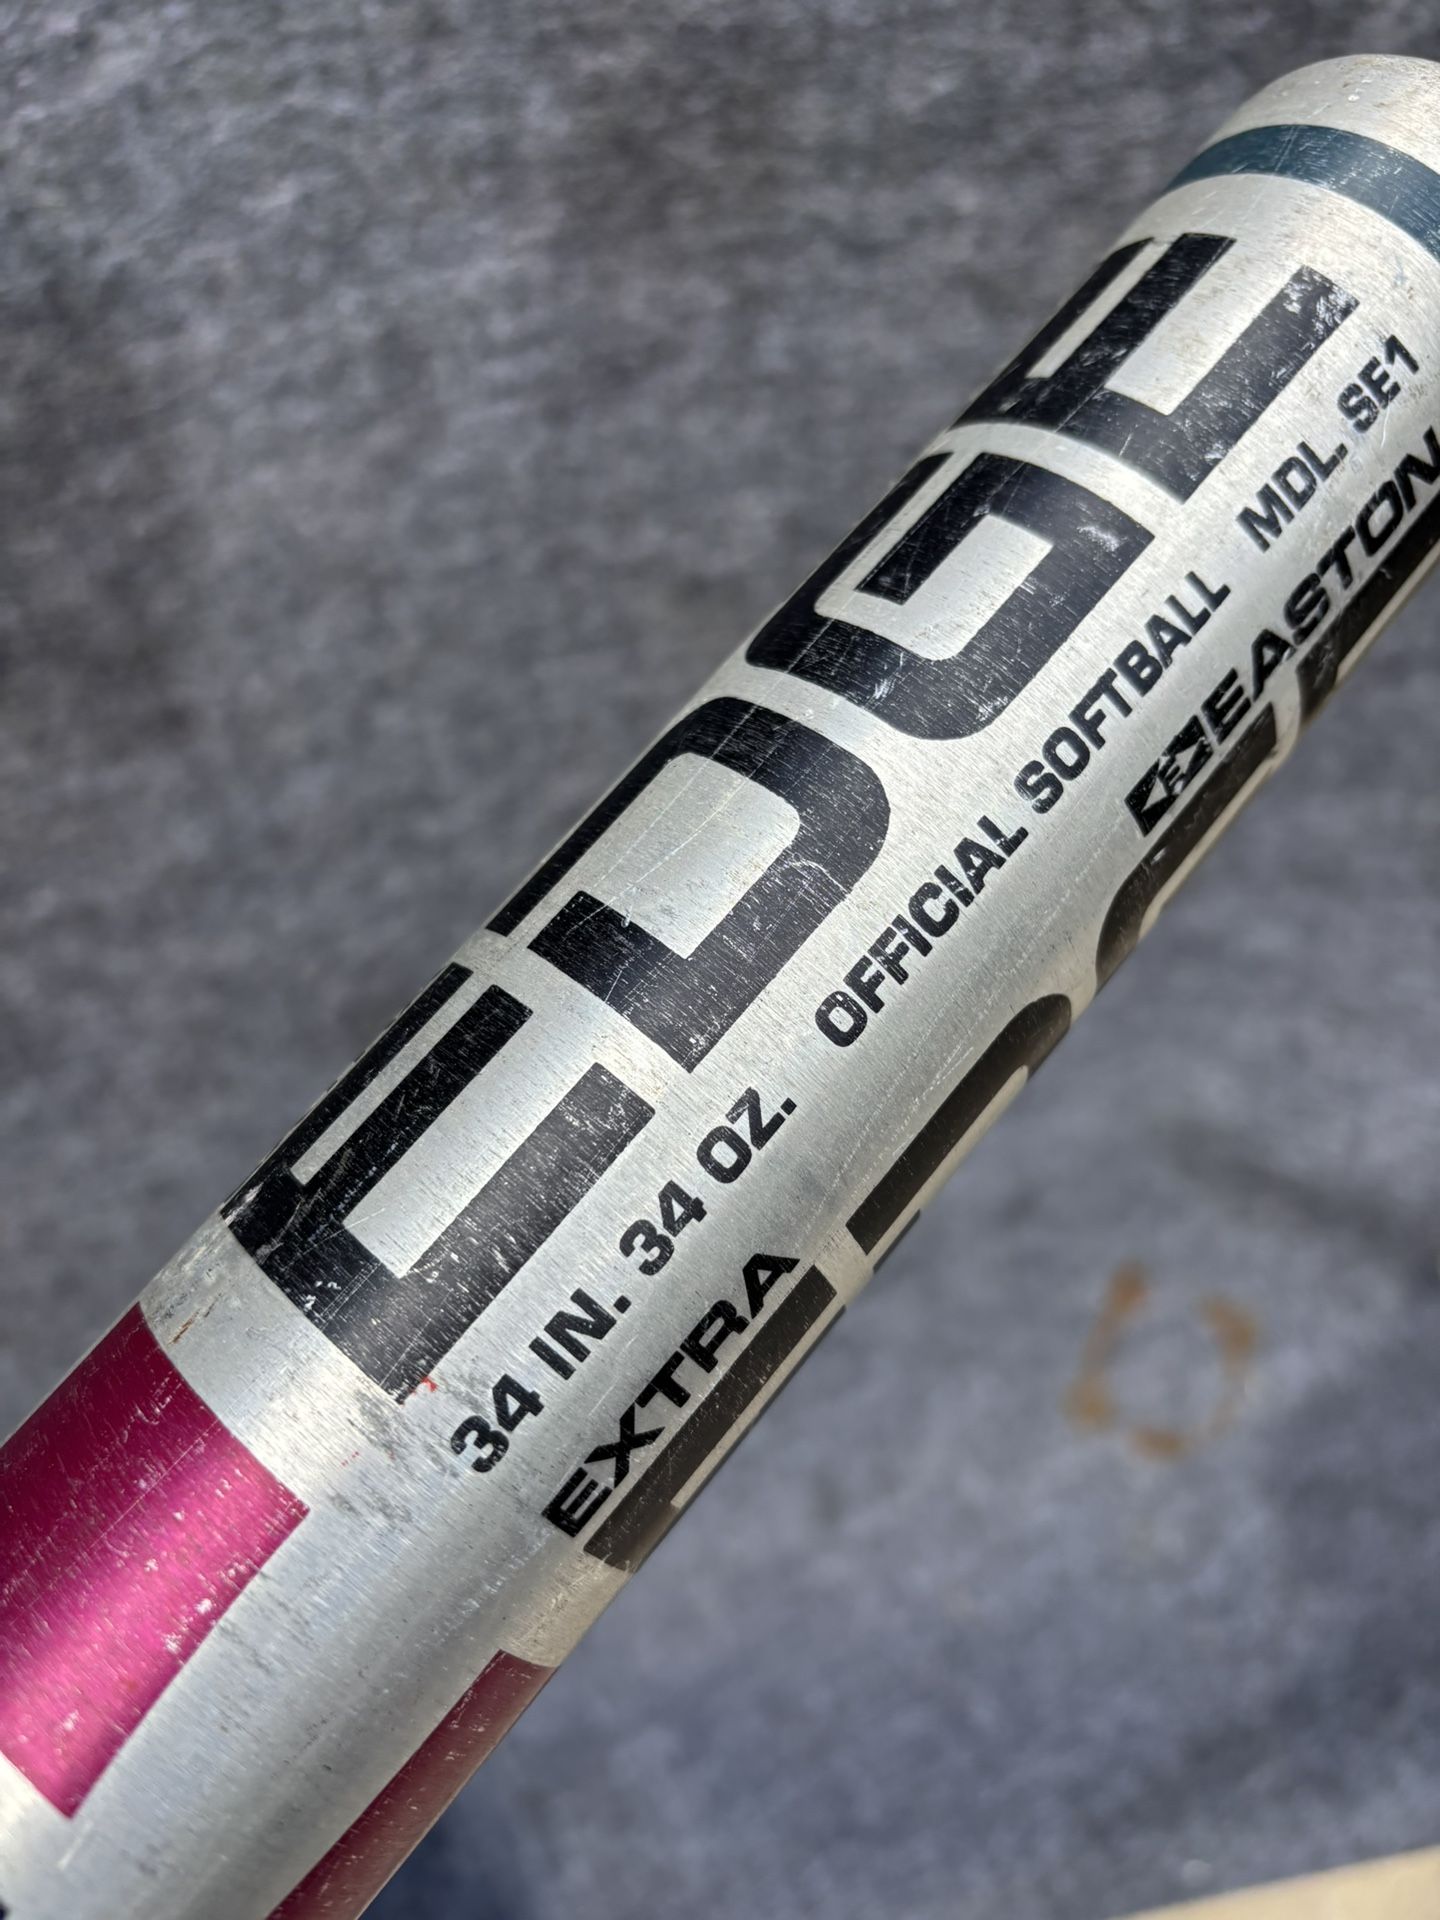 EDGE
34 IN. 34 OZ. OFFICIAL SOFTBALL MDL. SE1
EXTRA
EASTON